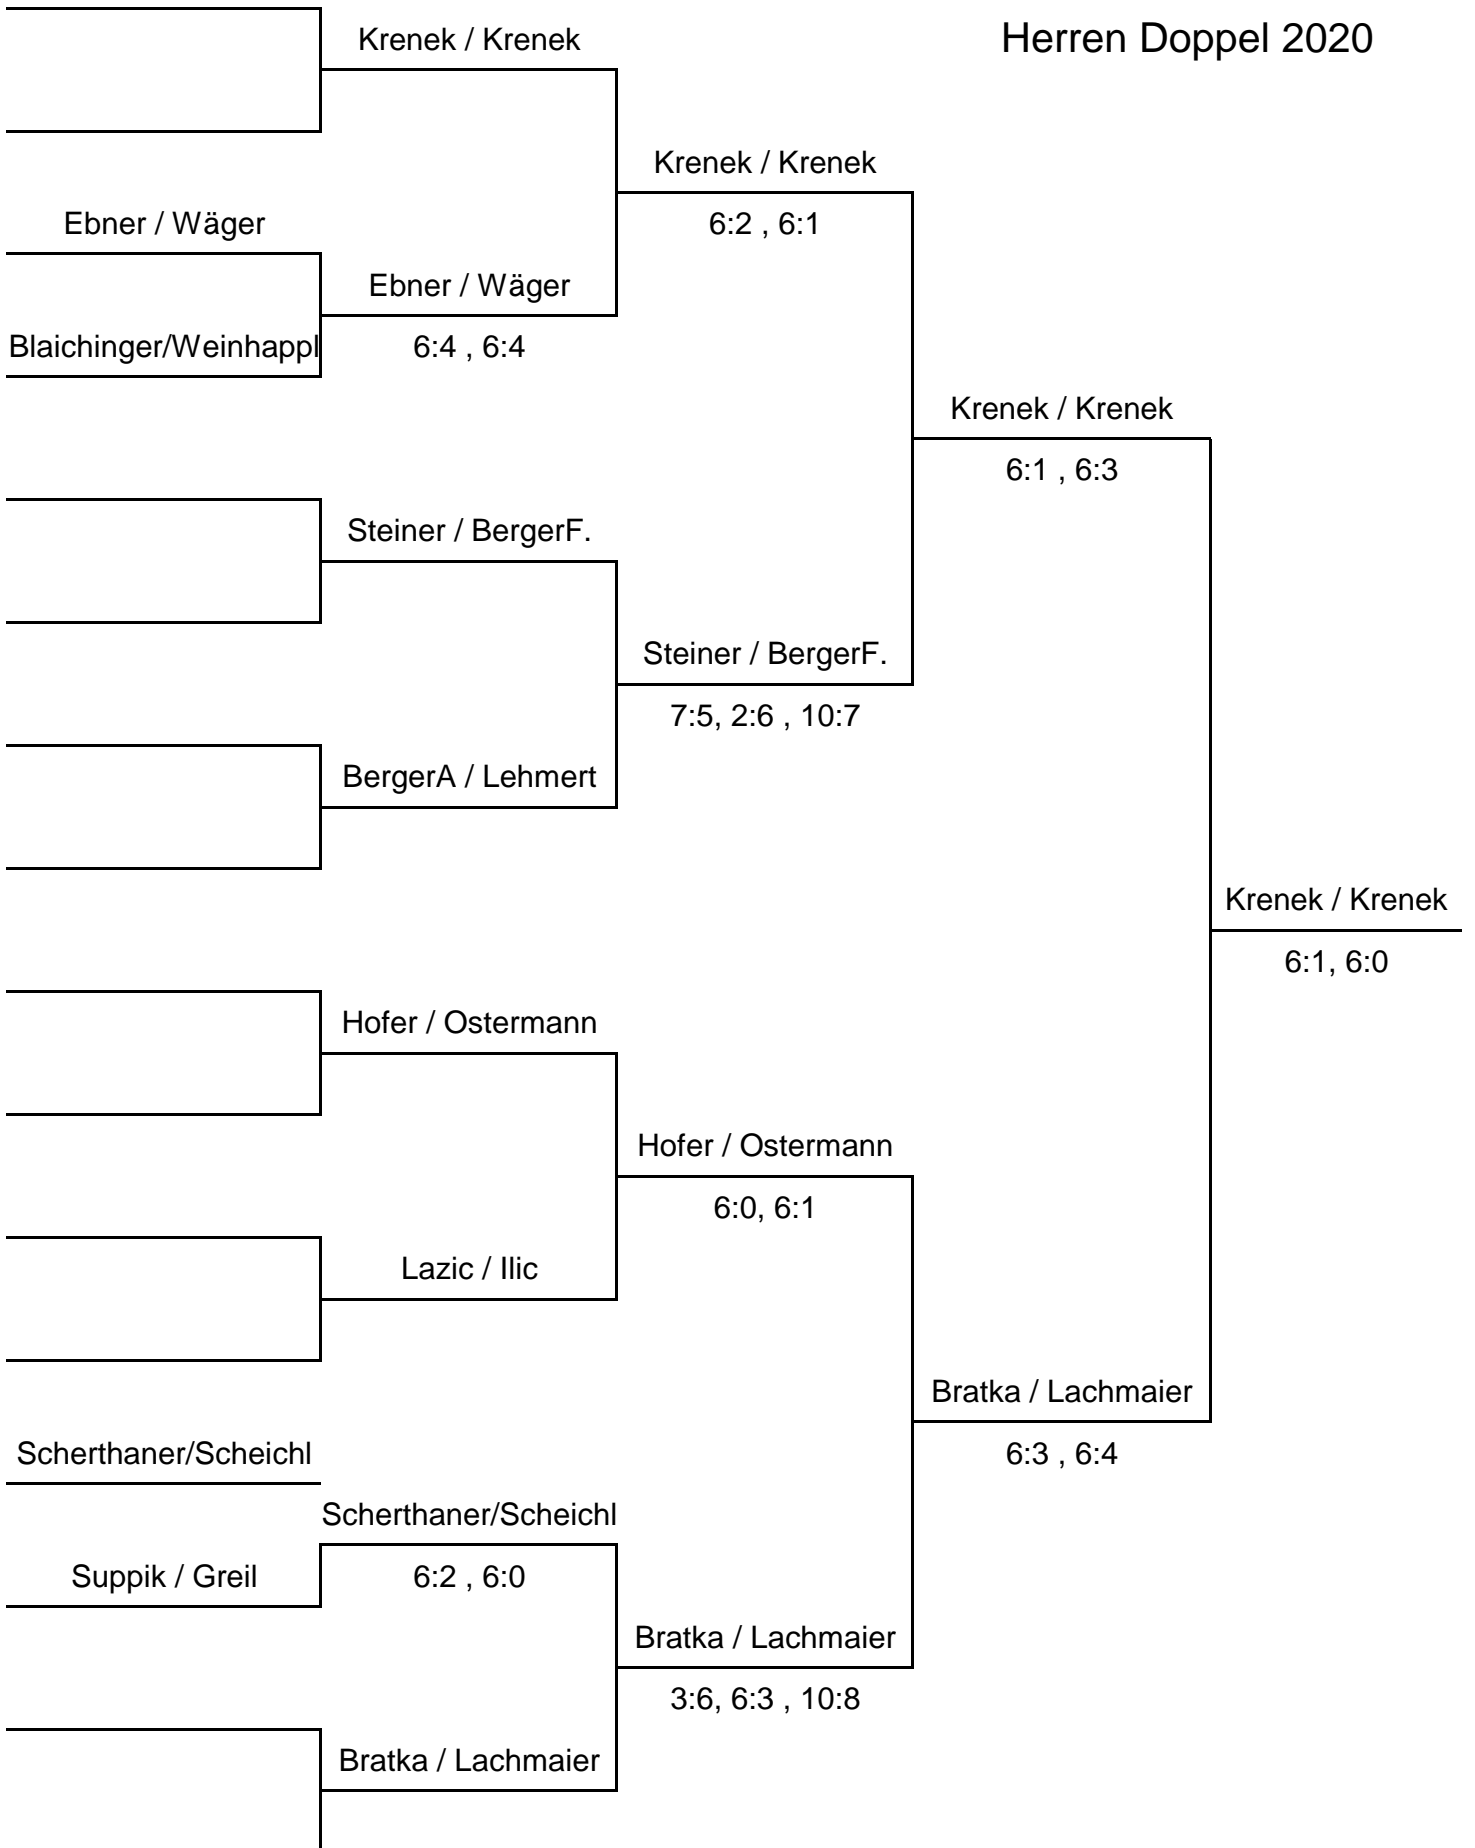 Herren Doppel 2020
Krenek / Krenek
Krenek / Krenek
Ebner / Wäger
6:2 , 6:1
Ebner / Wäger
Blaichinger/Weinhappl
6:4 , 6:4
Krenek / Krenek
6:1 , 6:3
Steiner / BergerF.
Steiner / BergerF.
7:5, 2:6 , 10:7
BergerA / Lehmert
Krenek / Krenek
6:1, 6:0
Hofer / Ostermann
Hofer / Ostermann
6:0, 6:1
Lazic / Ilic
Bratka / Lachmaier
Scherthaner/Scheichl
6:3 , 6:4
Scherthaner/Scheichl
Suppik / Greil
6:2 , 6:0
Bratka / Lachmaier
3:6, 6:3 , 10:8
Bratka / Lachmaier